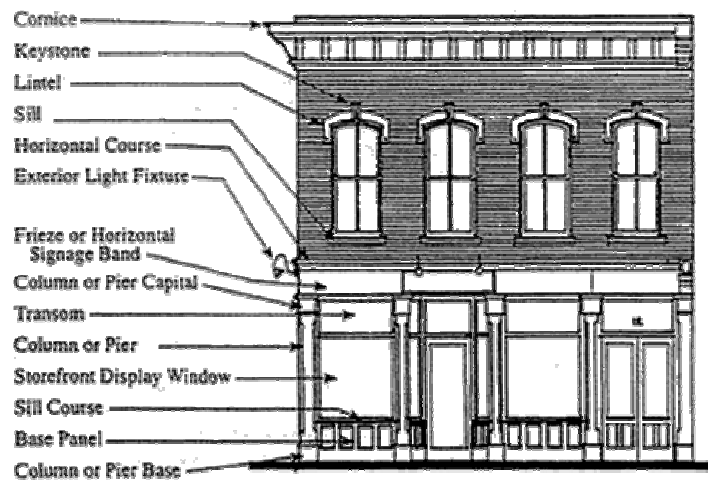 Cornice
Keystone
Lintel
Sill
Horizontal Course
Exterior Light Fixture
Frieze or Horizontal
Signage Band
Column or Pier Capital
Transom
Column or Pier
Storefront Display Window
Sill Course
Base Panel
Column or Pier Base